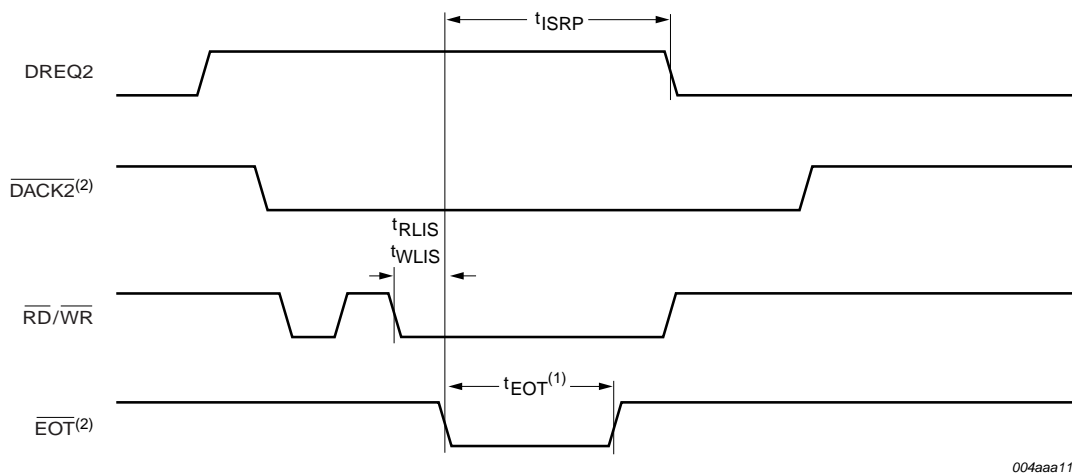 tISRP
DREQ2
DACK2(2)
tRLIS
tWLIS
RD/WR
tEOT(1)
EOT(2)
004aaa11